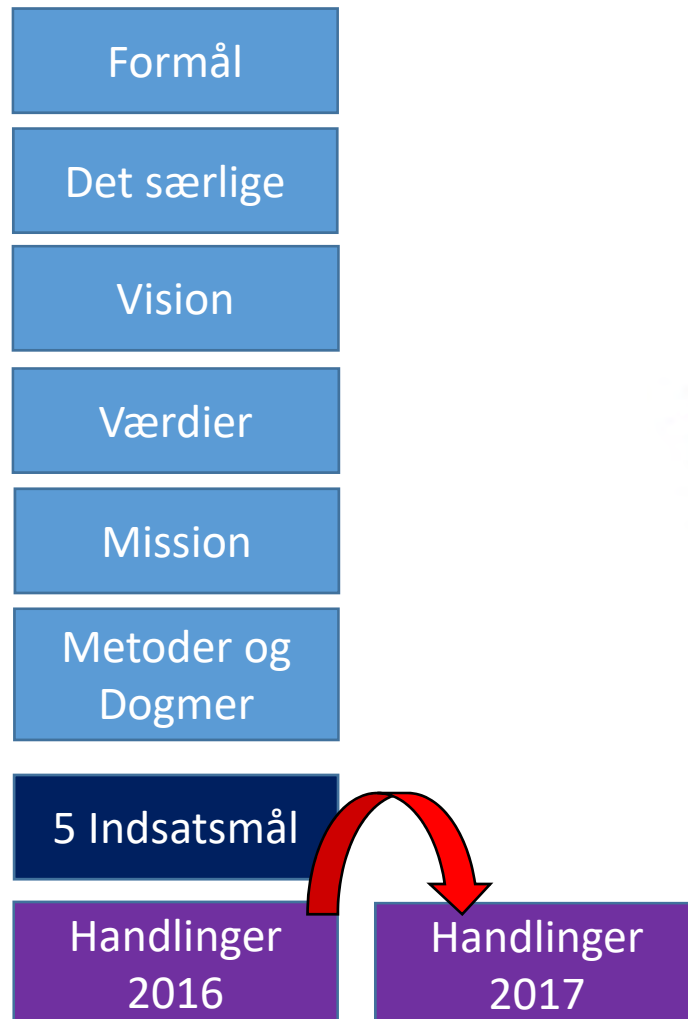 Formål
Det særlige
Vision
Værdier
Mission
Metoder og
Dogmer
5 Indsatsmål
Handlinger
2016
Handlinger
2017